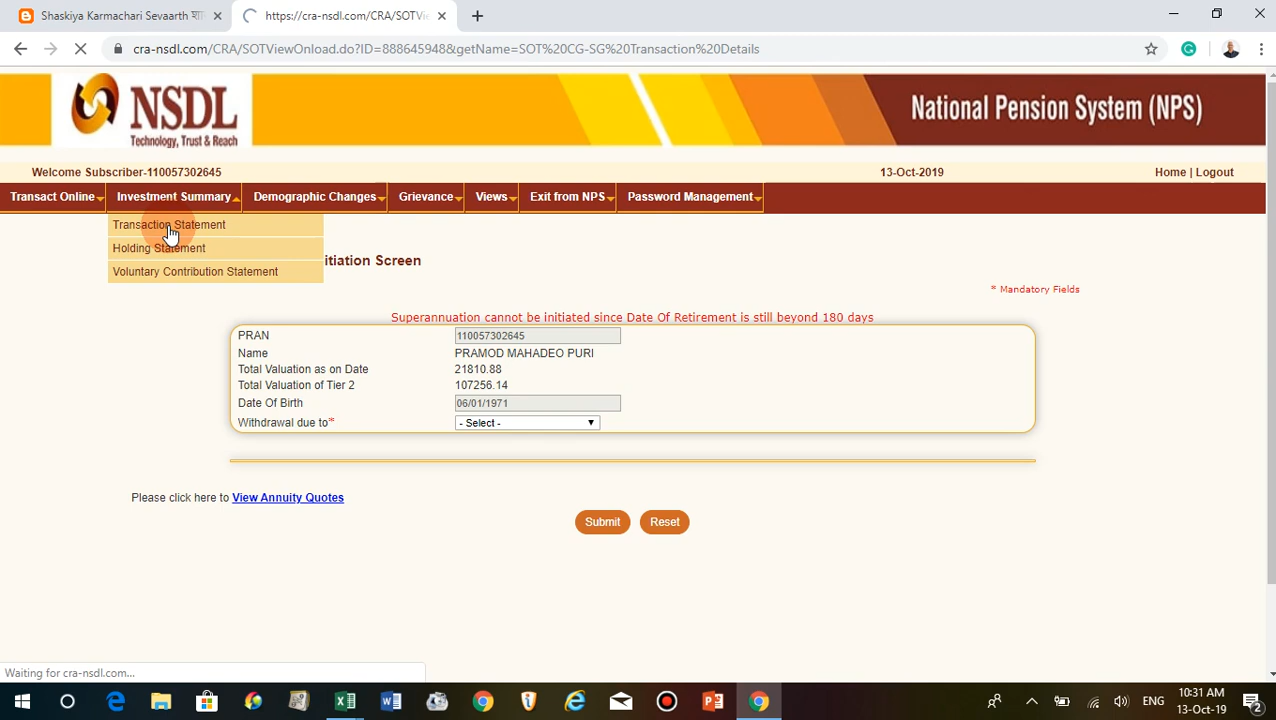 Shaskiya Karmachari Sevaarth
https://cra-nsdl.com/CRA/SOTVie
cra-nsdl.com/CRA/SOTViewOnload.do?ID=888645948&getName=SOT%20CG-SG%20Transaction%20Details
NSDL
Technology, Trust & Reach
National Pension System (NPS)
Welcome Subscriber-110057302645
13-Oct-2019
Home | Logout
Transact Online
Investment Summary
Demographic Changes
Grievance
Views
Exit from NPS
Password Management
Transaction Statement
Holding Statement
Voluntary Contribution Statement
itiation Screen
* Mandatory Fields
Superannuation cannot be initiated since Date Of Retirement is still beyond 180 days
PRAN 110057302645
Name PRAMOD MAHADEO PURI
Total Valuation as on Date 21810.88
Total Valuation of Tier 2 107256.14
Date Of Birth 06/01/1971
Withdrawal due to* - Select -
Please click here to View Annuity Quotes
Submit Reset
Waiting for cra-nsdl.com...
ENG
10:31 AM
13-Oct-19
2